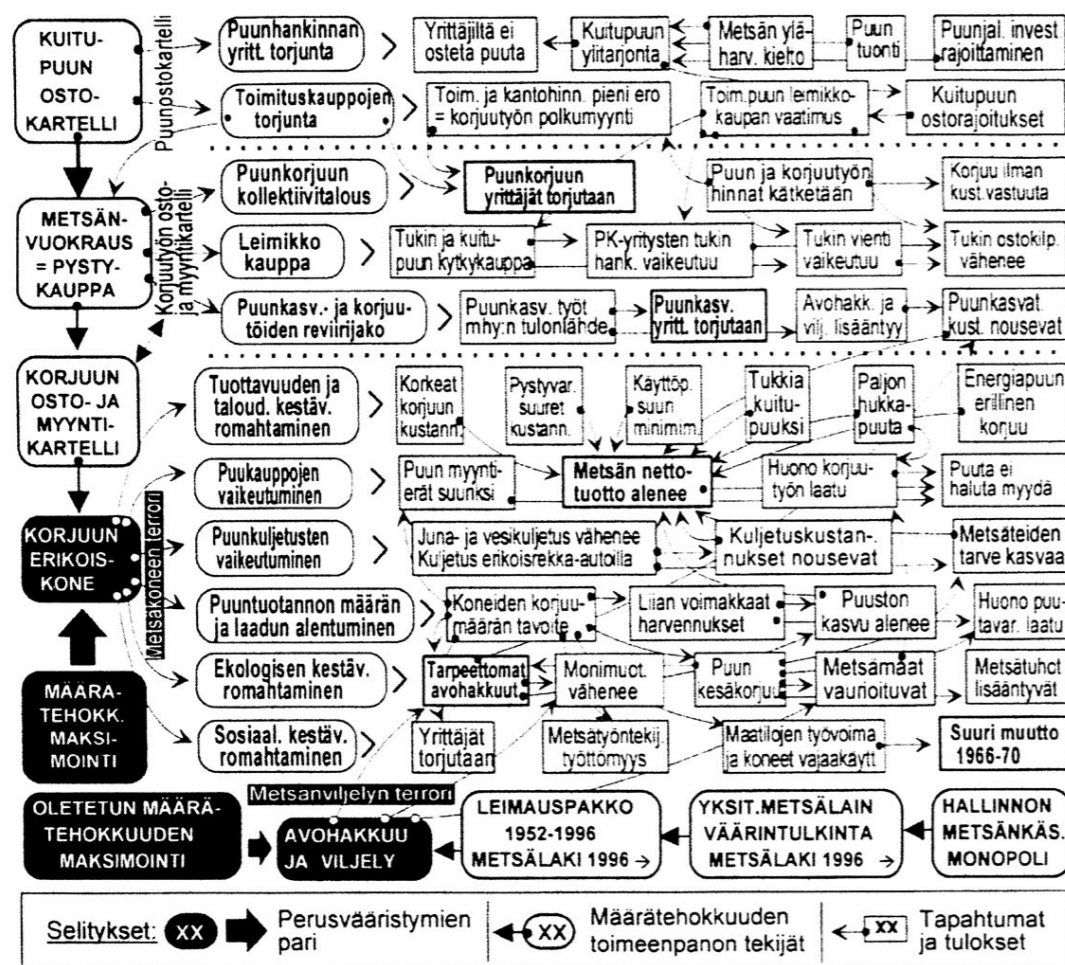 KUITU-
PUUN
OSTO-
KARTELLI
Puunostokartelli
Puunhankinnan
yritt. torjunta
Yrittäjiltä ei
osteta puuta
Kuitupuun
ylitarjonta
Metsän ylä-
harv. kielto
Puun
tuonti
Puunjal. invest.
rajoittaminen
Toimituskauppojen
torjunta
Toim. ja kantohinn. pieni ero
= korjuutyön polkumyynti
Toim.puun leimikko-
kaupan vaatimus
Kuitupuun
ostorajoitukset
METSÄN-
VUOKRAUS
= PYSTY-
KAUPPA
Korjuutyön osto-
ja myyntikartelli
Puunkorjuun
kollektiivitalous
Puunkorjuun
yrittäjät torjutaan
Puun ja korjuutyön
hinnat kätketään
Korjuu ilman
kust.vastuuta
Leimikko
kauppa
Tukin ja kuitu-
puun kytkykauppa
PK-yritysten tukin
hank. vaikeutuu
Tukin vienti
vaikeutuu
Tukin ostokilp.
vähenee
Puunkasv.- ja korjuu-
töiden reviirijako
Puunkasv. työt
mhy:n tulonlähde
Puunkasv.
yritt. torjutaan
Avohakk. ja
vilj. lisääntyy
Puunkasvat.
kust. nousevat
KORJUUN
OSTO- JA
MYYNTI-
KARTELLI
Tuottavuuden ja
taloud. kestäv.
romahtaminen
Korkeat
korjuun
kustann.
Pystyvar.
suuret
kustann.
Käyttöp.
suun
minimim.
Tukkia
kuitu-
puuksi
Paljon
hukka-
puuta
Energiapuun
erillinen
korjuu
Puukauppojen
vaikeutuminen
Puun myynti-
erät suuriksi
Metsän netto-
tuotto alenee
Huono korjuu-
työn laatu
Puuta ei
haluta myydä
KORJUUN
ERIKOIS-
KONE
Metsäkoneen terrori
Puunkuljetusten
vaikeutuminen
Juna- ja vesikuljetus vähenee
Kuljetus erikoisrekka-autoilla
Kuljetuskustan-
nukset nousevat
Metsäteiden
tarve kasvaa
Puuntuotannon määrän
ja laadun alentuminen
Koneiden korjuu-
määrän tavoite
Liian voimakkaat
harvennukset
Puuston
kasvu alenee
Huono puu-
tavar. laatu
MÄÄRÄ-
TEHOKK.
MAKSI-
MOINTI
Ekologisen kestäv.
romahtaminen
Tarpeettomat
avohakkuut
Monimuot.
vähenee
Puun
kesäkorjuu
Metsämaat
vaurioituvat
Metsätuhot
lisääntyvät
Sosiaal. kestäv.
romahtaminen
Yrittäjät
torjutaan
Metsätyöntekij.
työttömyys
Maatilojen työvoima
ja koneet vajaakäytt
Suuri muutto
1966-70
Metsänviljelyn terrori
OLETETUN MÄÄRÄ-
TEHOKKUUDEN
MAKSIMOINTI
AVOHAKKUU
JA VILJELY
LEIMAUSPAKKO
1952-1996
METSÄLAKI 1996 →
YKSIT.METSÄLAIN
VÄÄRINTULKINTA
METSÄLAKI 1996 →
HALLINNON
METSÄNKÄS.
MONOPOLI
Selitykset:
XX
Perusvääristymien
pari
XX
Määrätehokkuuden
toimeenpanon tekijät
XX
Tapahtumat
ja tulokset